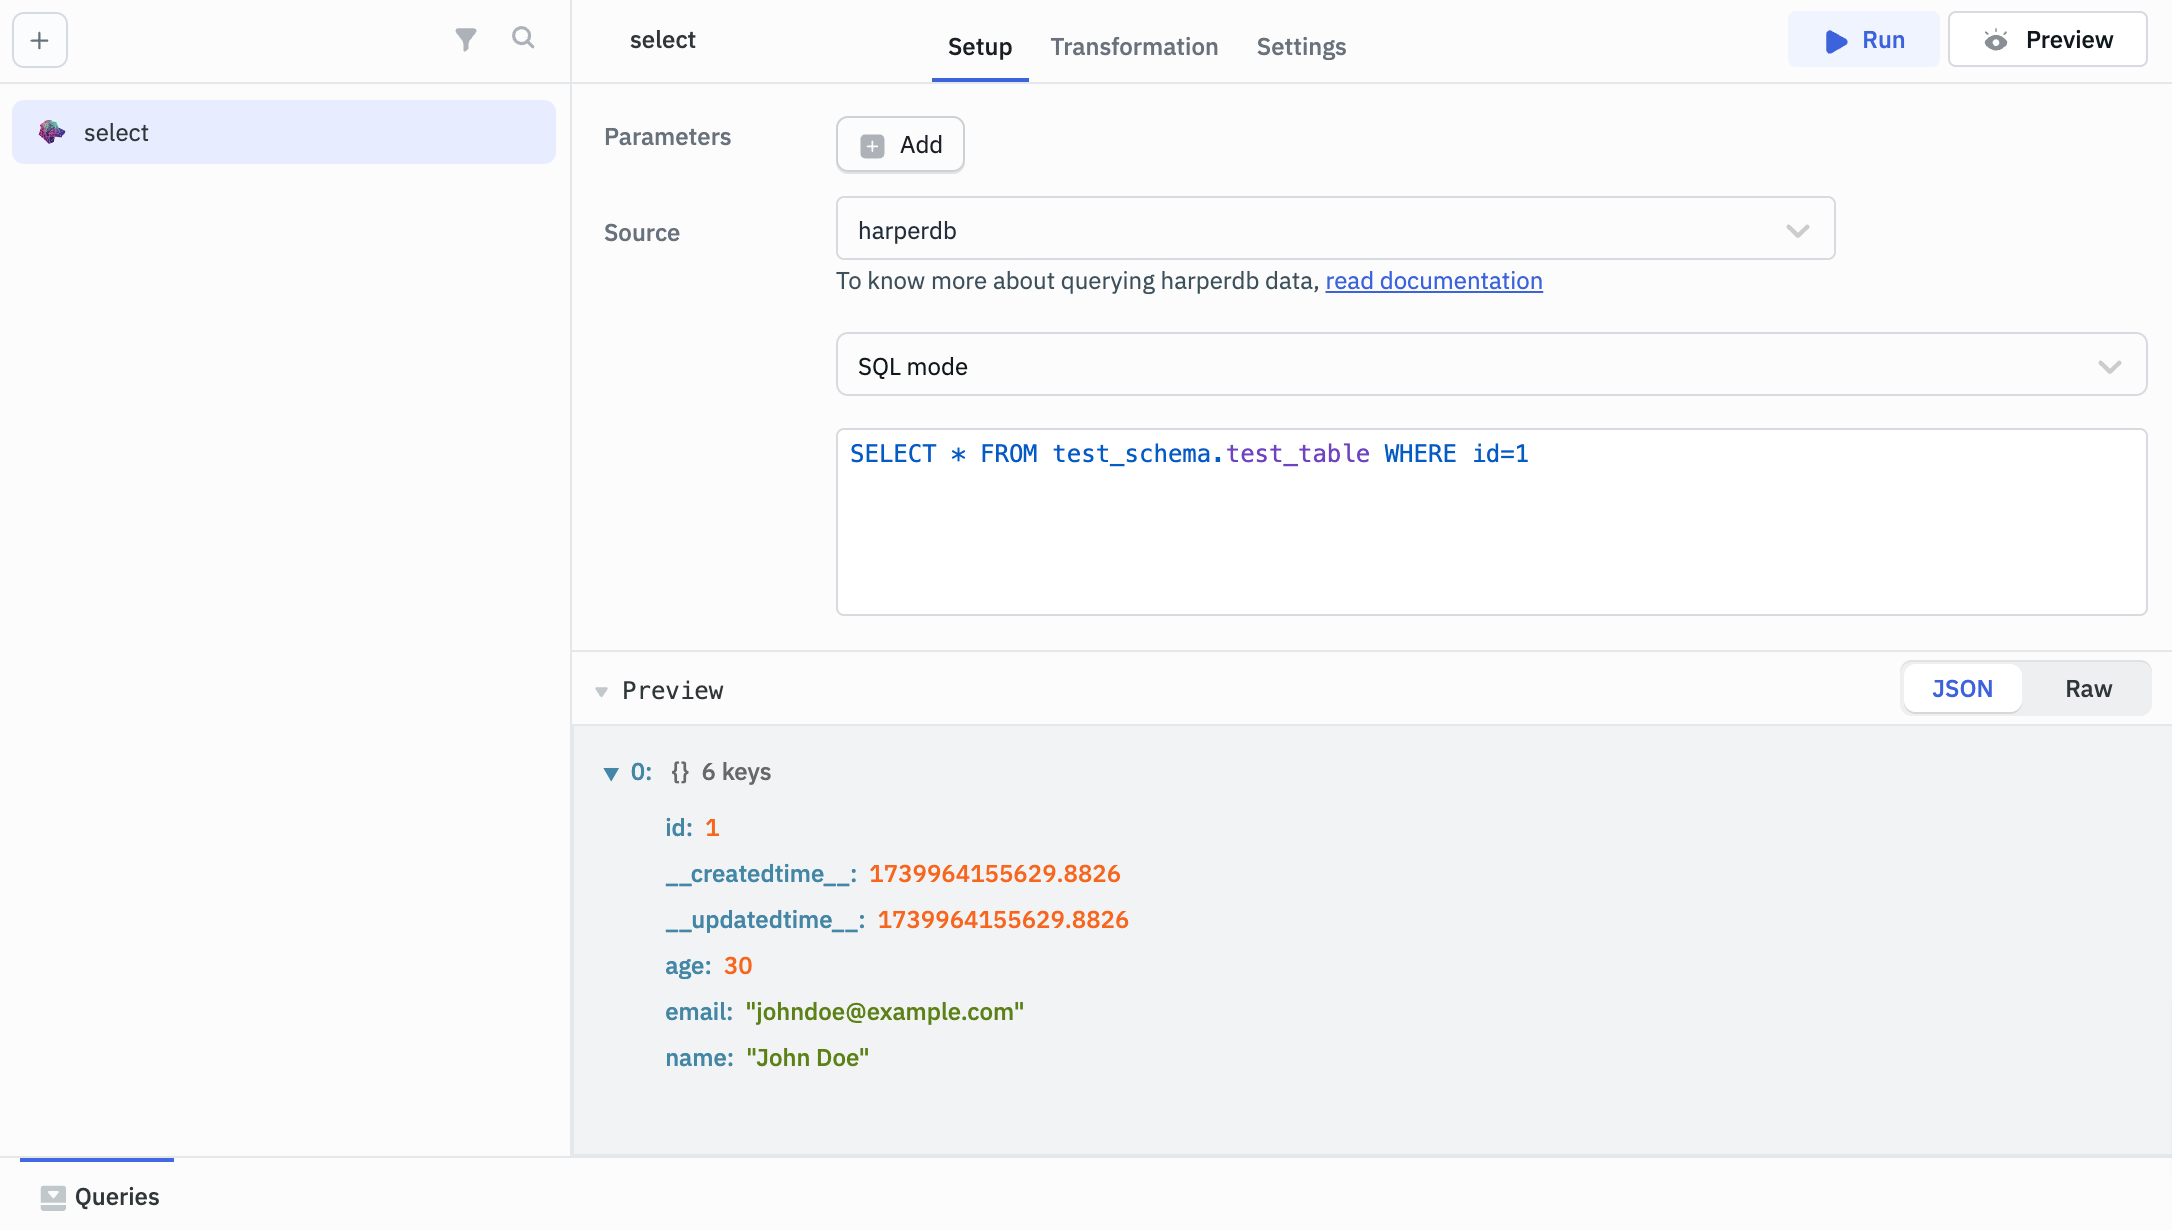 select
select
Setup
Transformation
Settings
Run
Preview
Parameters
Add
Source
harperdb
To know more about querying harperdb data, read documentation
SQL mode
SELECT * FROM test_schema.test_table WHERE id=1
Preview
JSON
Raw
0: {} 6 keys
id: 1
__createdtime__: 1739964155629.8826
__updatedtime__: 1739964155629.8826
age: 30
email: "johndoe@example.com"
name: "John Doe"
Queries